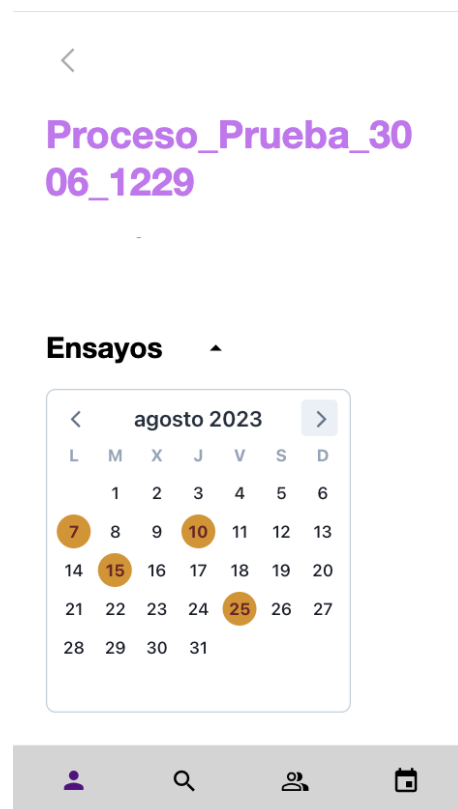 Proceso_Prueba_30
06_1229
-
Ensayos
agosto 2023
L M X J V S D
1 2 3 4 5 6
7 8 9 10 11 12 13
14 15 16 17 18 19 20
21 22 23 24 25 26 27
28 29 30 31